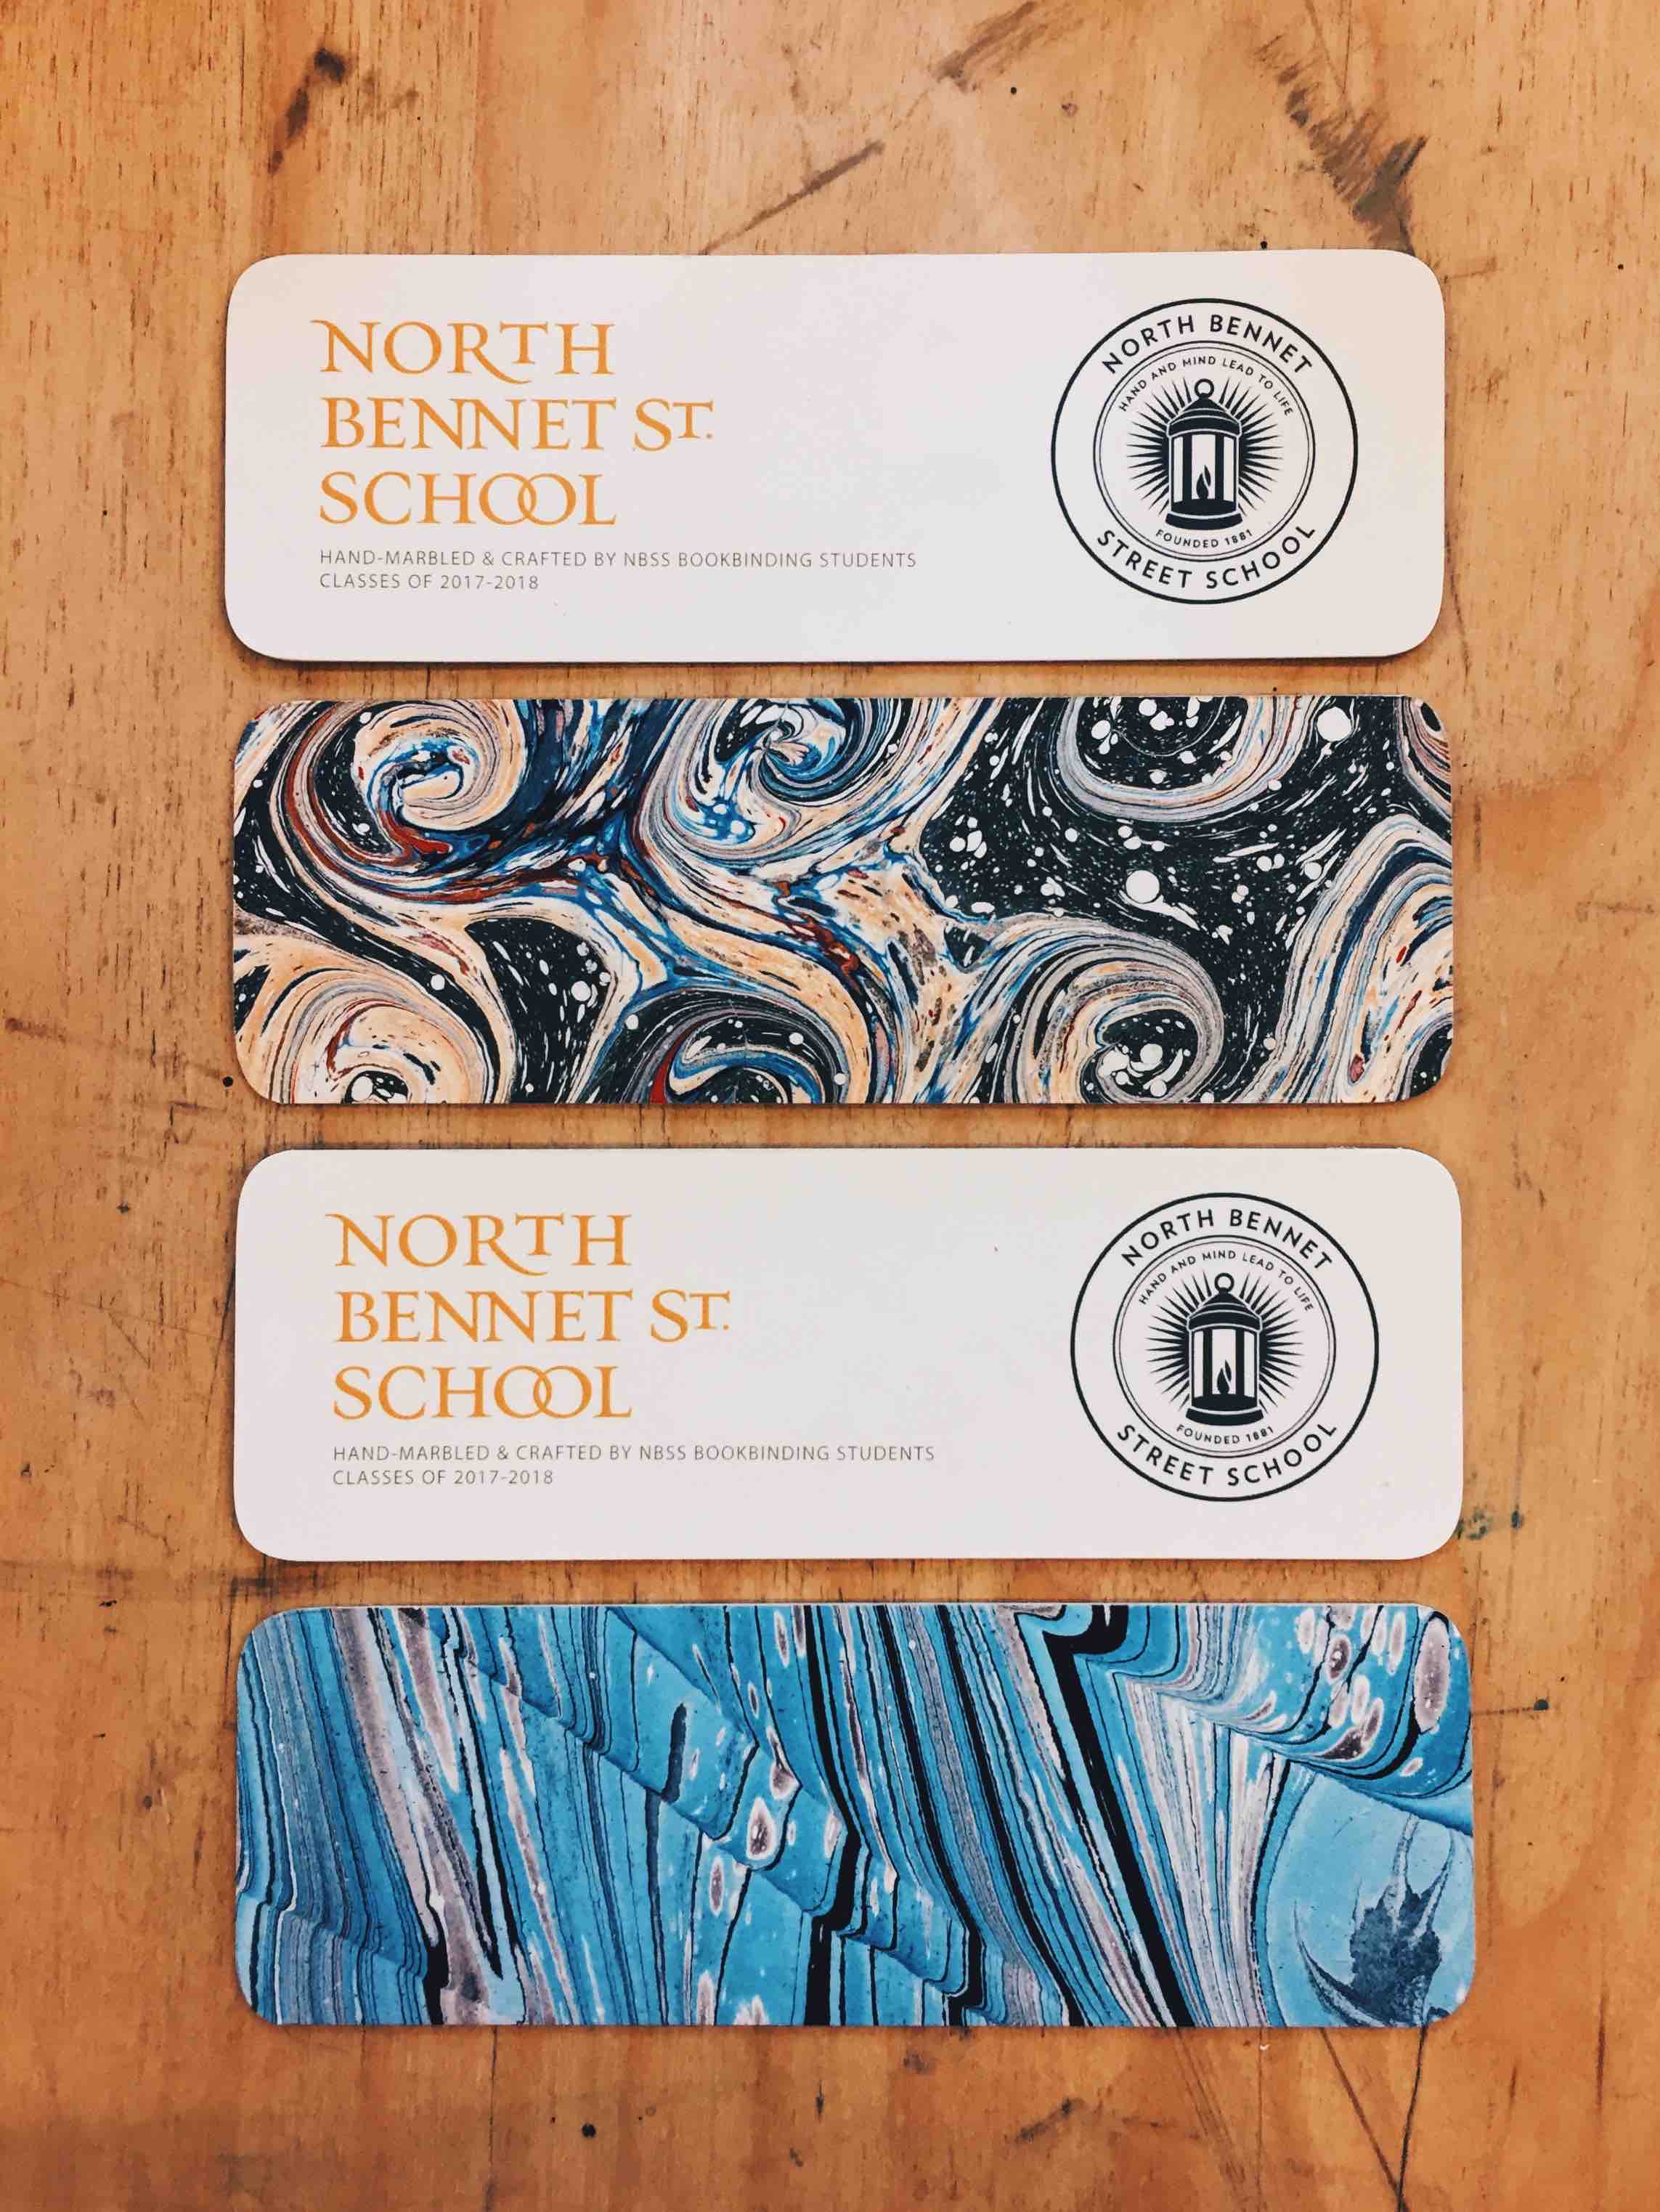 NORTH
BENNET ST.
SCHOOL
HAND-MARBLED & CRAFTED BY NBSS BOOKBINDING STUDENTS
CLASSES OF 2017-2018
NORTH BENNET
HAND AND MIND LEAD TO LIFE
FOUNDED 1881
STREET SCHOOL
NORTH
BENNET ST.
SCHOOL
HAND-MARBLED & CRAFTED BY NBSS BOOKBINDING STUDENTS
CLASSES OF 2017-2018
NORTH BENNET
HAND AND MIND LEAD TO LIFE
FOUNDED 1881
STREET SCHOOL